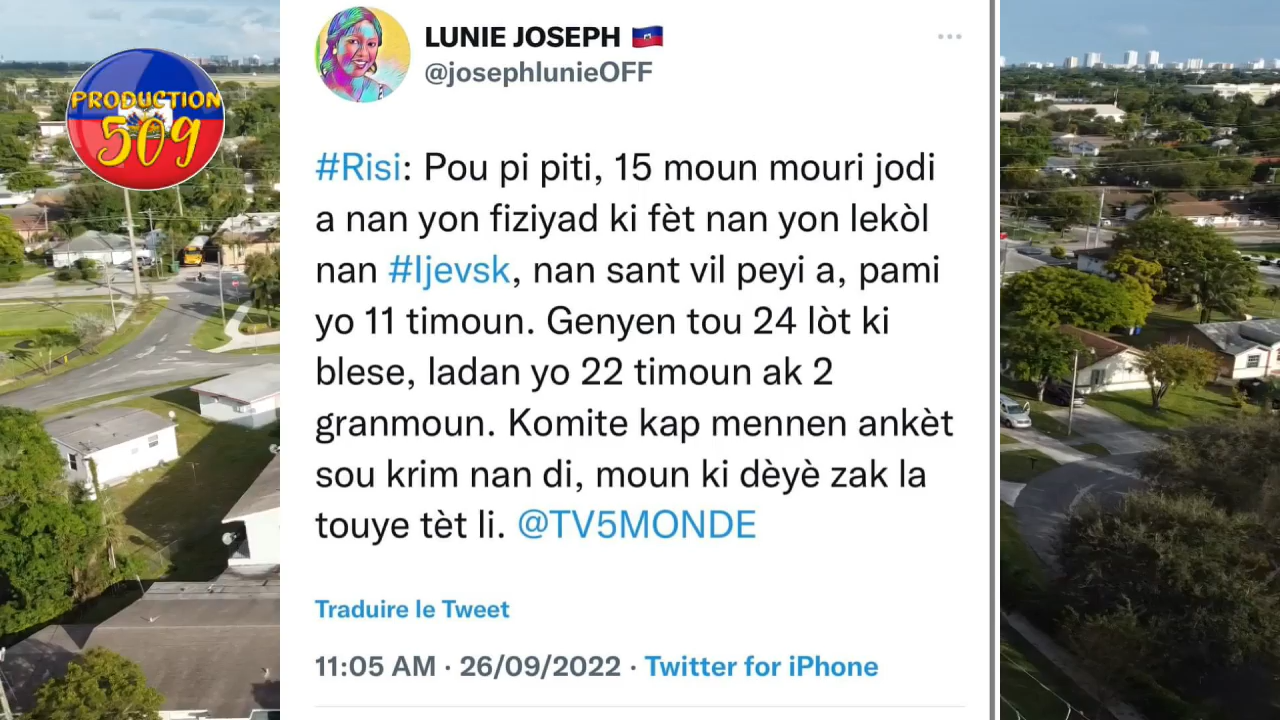 PRODUCTION
509
LUNIE JOSEPH 🇭🇹
@josephlunieOFF
#Risi: Pou pi piti, 15 moun mouri jodi
a nan yon fiziyad ki fèt nan yon lekòl
nan #Ijevsk, nan sant vil peyi a, pami
yo 11 timoun. Genyen tou 24 lòt ki
blese, ladan yo 22 timoun ak 2
granmoun. Komite kap mennen ankèt
sou krim nan di, moun ki dèyè zak la
touye tèt li. @TV5MONDE
Traduire le Tweet
11:05 AM · 26/09/2022 · Twitter for iPhone